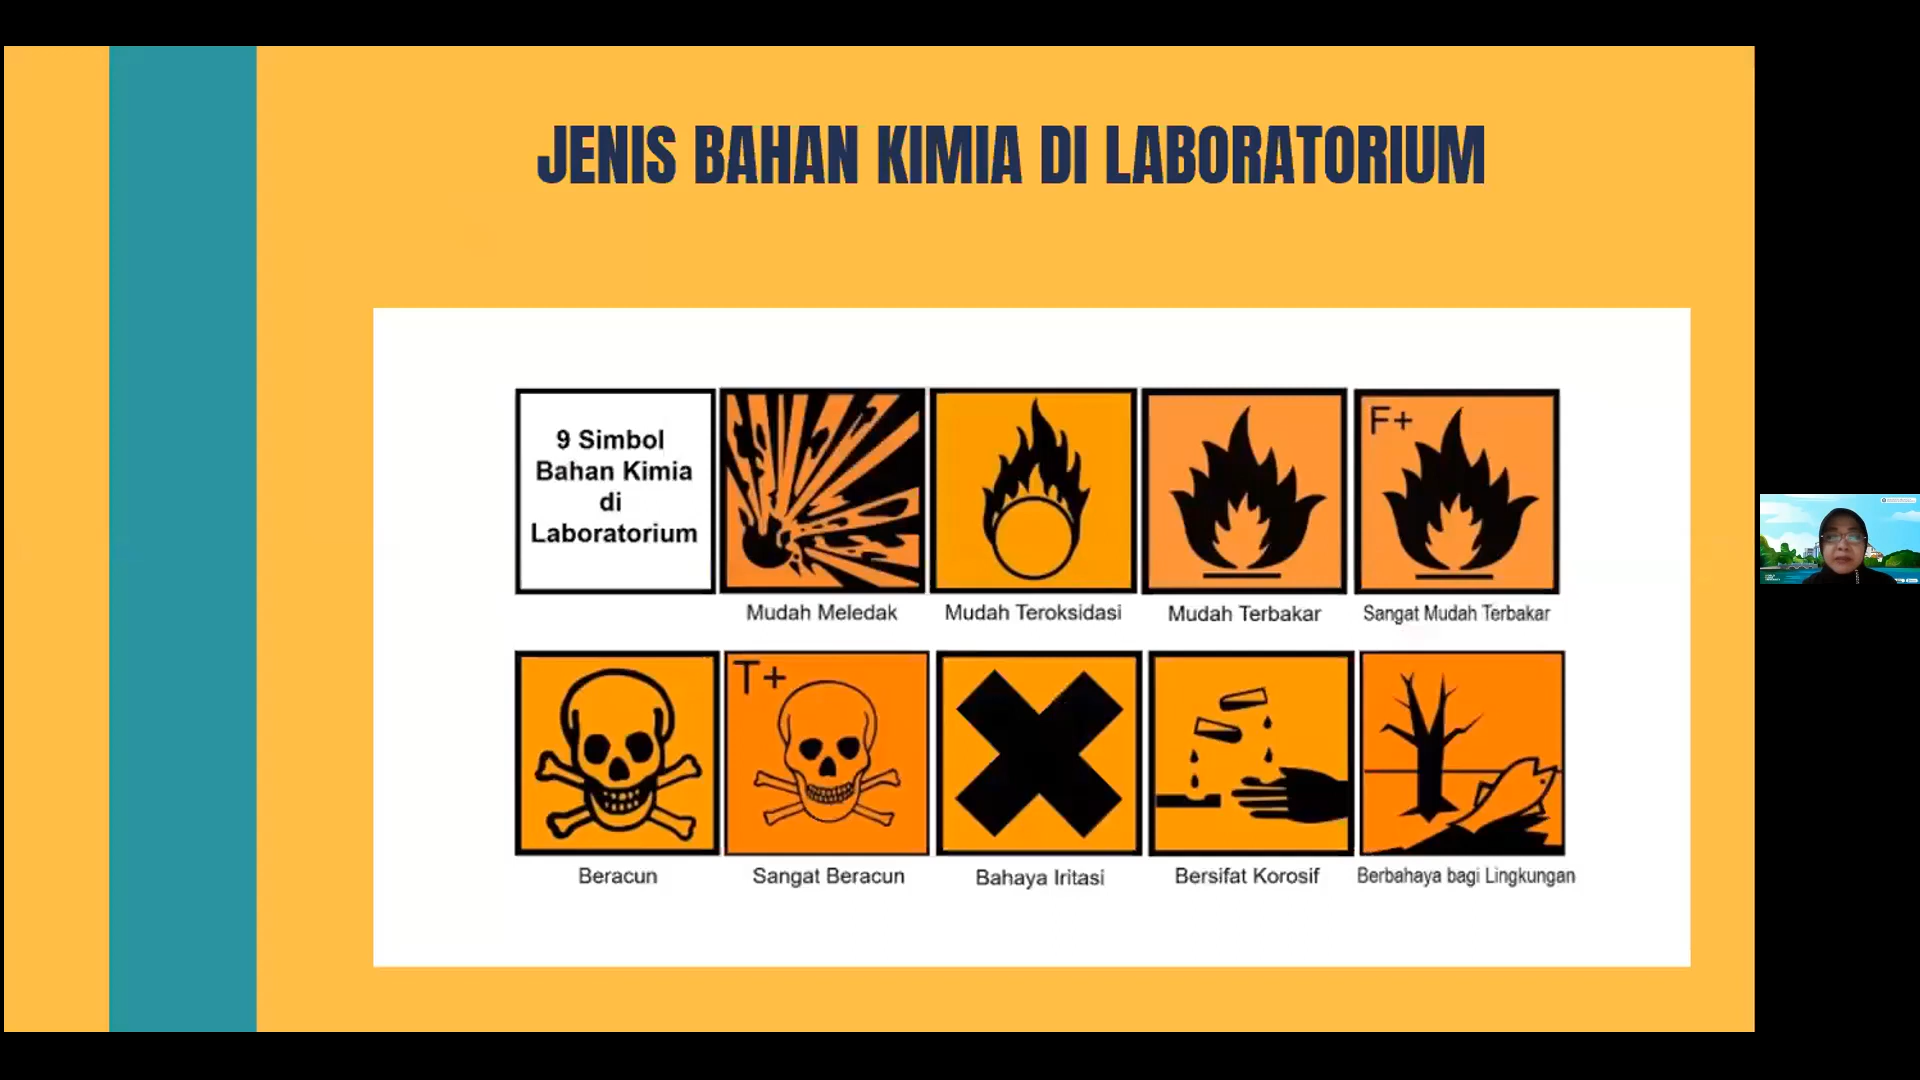 JENIS BAHAN KIMIA DI LABORATORIUM
9 Simbol
Bahan Kimia
di
Laboratorium
F+
Mudah Meledak
Mudah Teroksidasi
Mudah Terbakar
Sangat Mudah Terbakar
T+
Beracun
Sangat Beracun
Bahaya Iritasi
Bersifat Korosif
Berbahaya bagi Lingkungan